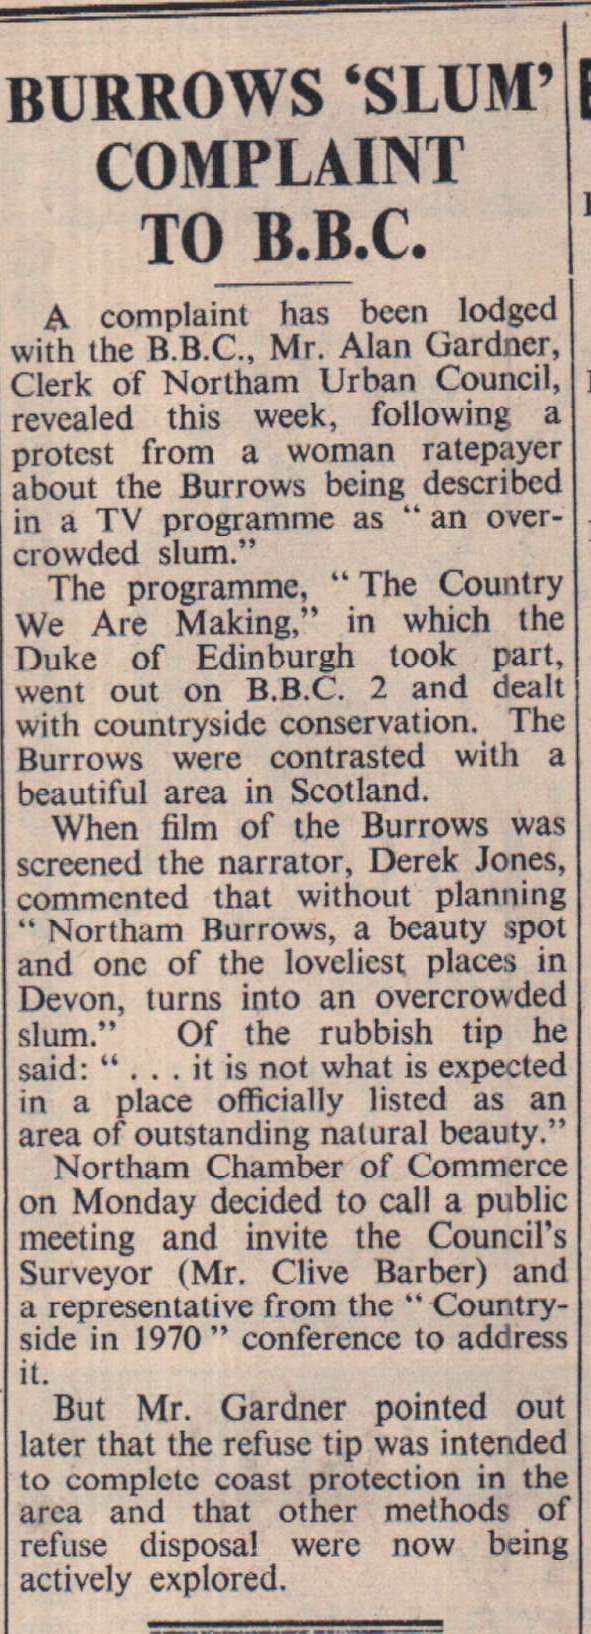 BURROWS ‘SLUM’
COMPLAINT
TO B.B.C.
A complaint has been lodged
with the B.B.C., Mr. Alan Gardner,
Clerk of Northam Urban Council,
revealed this week, following a
protest from a woman ratepayer
about the Burrows being described
in a TV programme as “ an over-
crowded slum.”
The programme, “ The Country
We Are Making,” in which the
Duke of Edinburgh took part,
went out on B.B.C. 2 and dealt
with countryside conservation. The
Burrows were contrasted with a
beautiful area in Scotland.
When film of the Burrows was
screened the narrator, Derek Jones,
commented that without planning
“ Northam Burrows, a beauty spot
and one of the loveliest places in
Devon, turns into an overcrowded
slum.” Of the rubbish tip he
said: “ . . . it is not what is expected
in a place officially listed as an
area of outstanding natural beauty.”
Northam Chamber of Commerce
on Monday decided to call a public
meeting and invite the Council’s
Surveyor (Mr. Clive Barber) and
a representative from the “ Country-
side in 1970 ” conference to address
it.
But Mr. Gardner pointed out
later that the refuse tip was intended
to complete coast protection in the
area and that other methods of
refuse disposal were now being
actively explored.